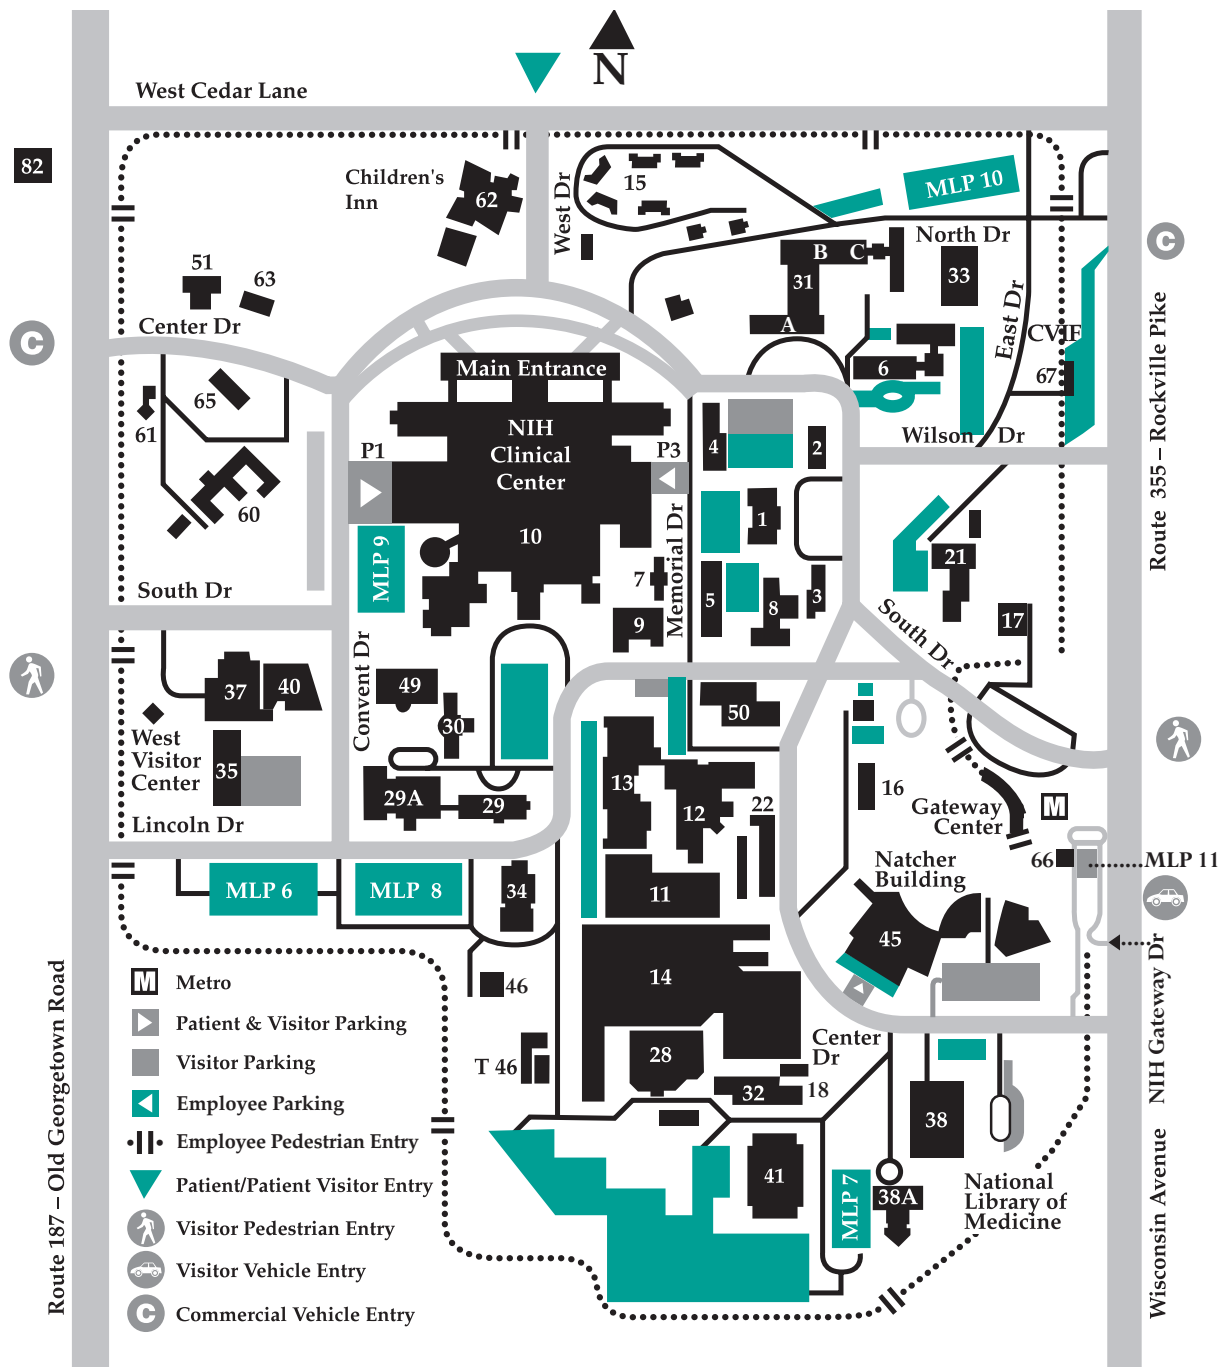 N
West Cedar Lane
82
Children's
Inn
62
West Dr
15
MLP 10
North Dr
B
C
31
33
A
51
63
Center Dr
C
C
East Dr
CVIF
67
6
Wilson Dr
Route 355 – Rockville Pike
Main Entrance
NIH
Clinical
Center
10
P1
P3
65
61
60
4
2
1
MLP 9
Memorial Dr
7
5
8
3
9
21
17
South Dr
South Dr
37
40
Convent Dr
49
30
50
West
Visitor
Center
35
29A
29
13
12
22
16
Gateway
Center
M
66
MLP 11
Lincoln Dr
MLP 6
MLP 8
34
11
Natcher
Building
45
46
14
T 46
28
Center
Dr
32
18
38
41
MLP 7
38A
National
Library of
Medicine
NIH Gateway Dr
Wisconsin Avenue
Route 187 – Old Georgetown Road
M Metro
Patient & Visitor Parking
Visitor Parking
Employee Parking
Employee Pedestrian Entry
Patient/Patient Visitor Entry
Visitor Pedestrian Entry
Visitor Vehicle Entry
C Commercial Vehicle Entry